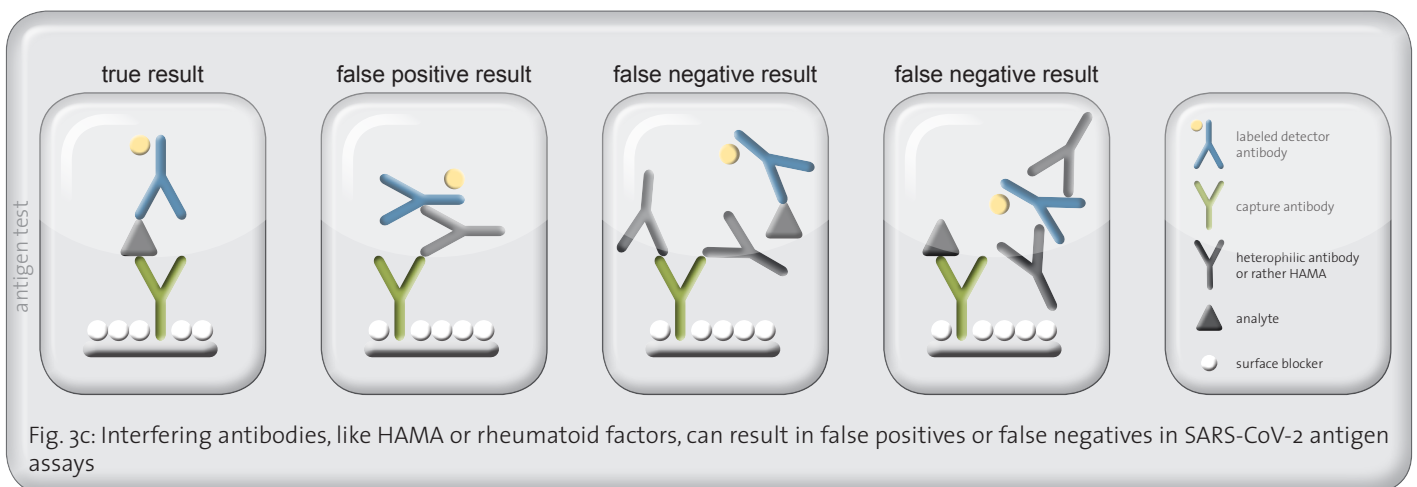 true result
false positive result
false negative result
false negative result
antigen test
labeled detector
antibody
capture antibody
heterophilic antibody
or rather HAMA
analyte
surface blocker
Fig. 3c: Interfering antibodies, like HAMA or rheumatoid factors, can result in false positives or false negatives in SARS-CoV-2 antigen
assays